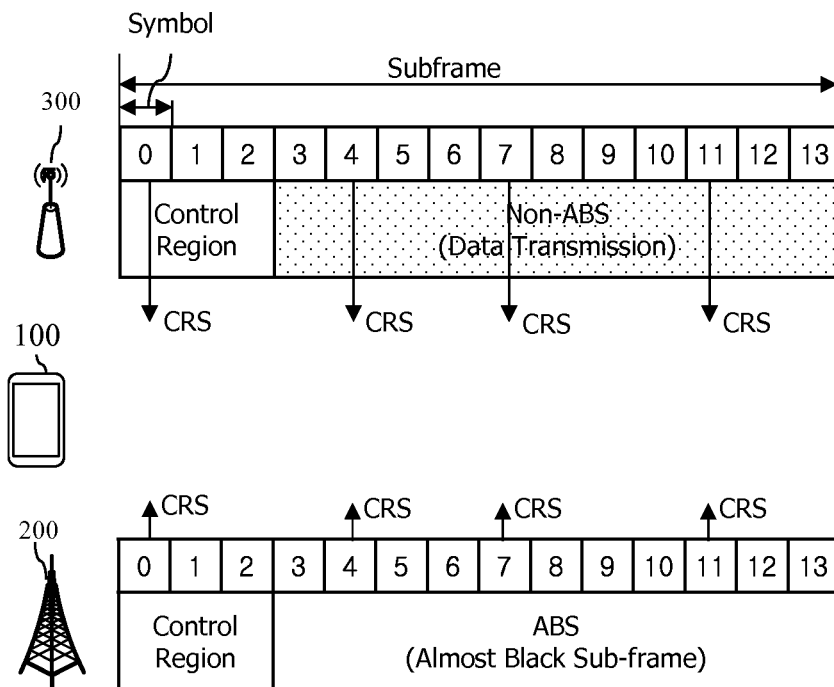 Symbol
Subframe
300
0 1 2 3 4 5 6 7 8 9 10 11 12 13
Control
Region
Non-ABS
(Data Transmission)
CRS CRS CRS CRS
100
CRS CRS CRS CRS
200
0 1 2 3 4 5 6 7 8 9 10 11 12 13
Control
Region
ABS
(Almost Black Sub-frame)